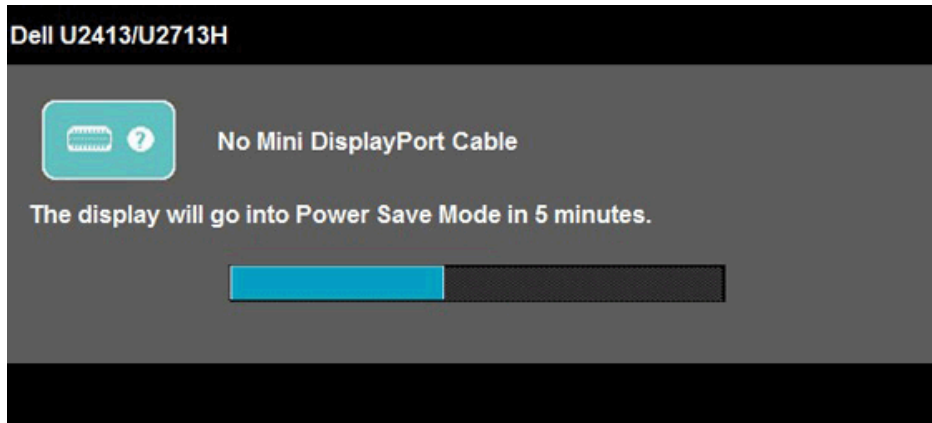 Dell U2413/U2713H
?
No Mini DisplayPort Cable
The display will go into Power Save Mode in 5 minutes.